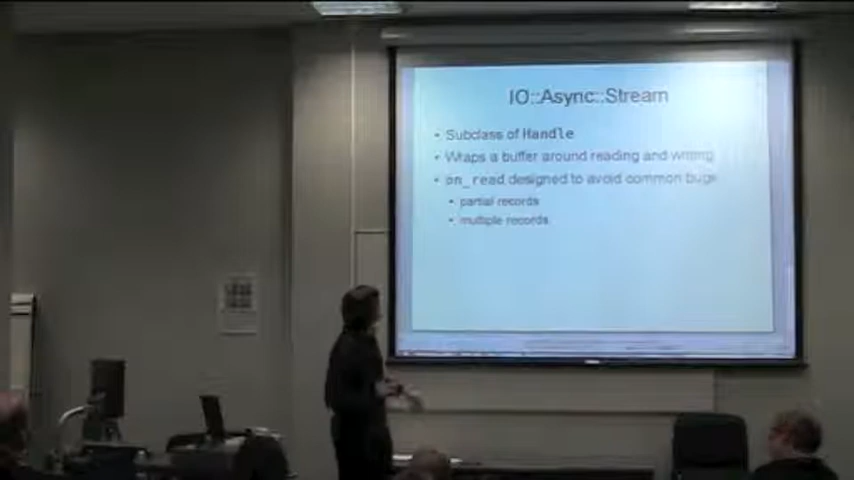 IO::Async::Stream
• Subclass of Handle
• Wraps a buffer around reading and writing
• on_read designed to avoid common bugs
• partial records
• multiple records